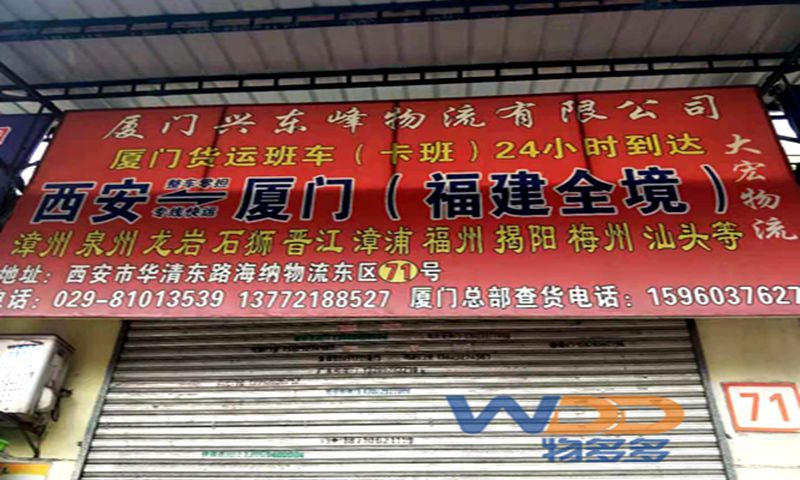 厦门兴东峰物流有限公司
厦门货运班车（卡班）24小时到达
大宏物流
西安 整车零担 专线快运 厦门（福建全境）
漳州 泉州 龙岩 石狮 晋江 漳浦 福州 揭阳 梅州 汕头等
地址：西安市华清东路海纳物流东区71号
电话：029-81013539 13772188527 厦门总部查货电话：1596037627
71
WDD
物多多